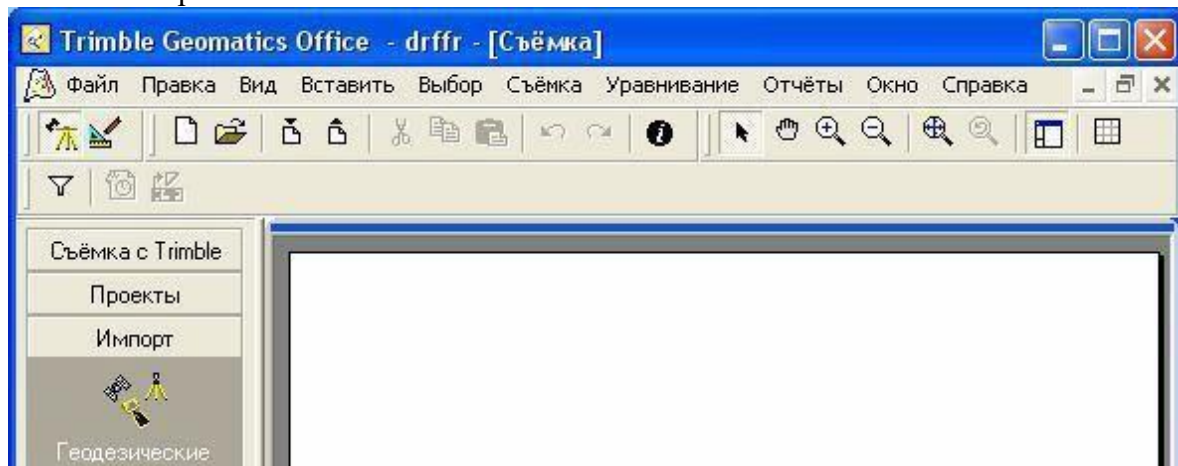 Trimble Geomatics Office - drffr - [Съёмка]
Файл Правка Вид Вставить Выбор Съёмка Уравнивание Отчёты Окно Справка
Съёмка с Trimble
Проекты
Импорт
Геодезические